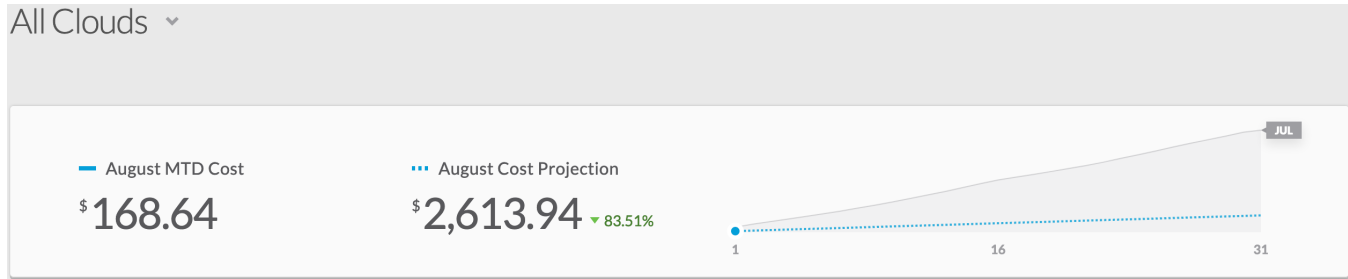 All Clouds
August MTD Cost
$168.64
August Cost Projection
$2,613.94 83.51%
JUL
1 16 31